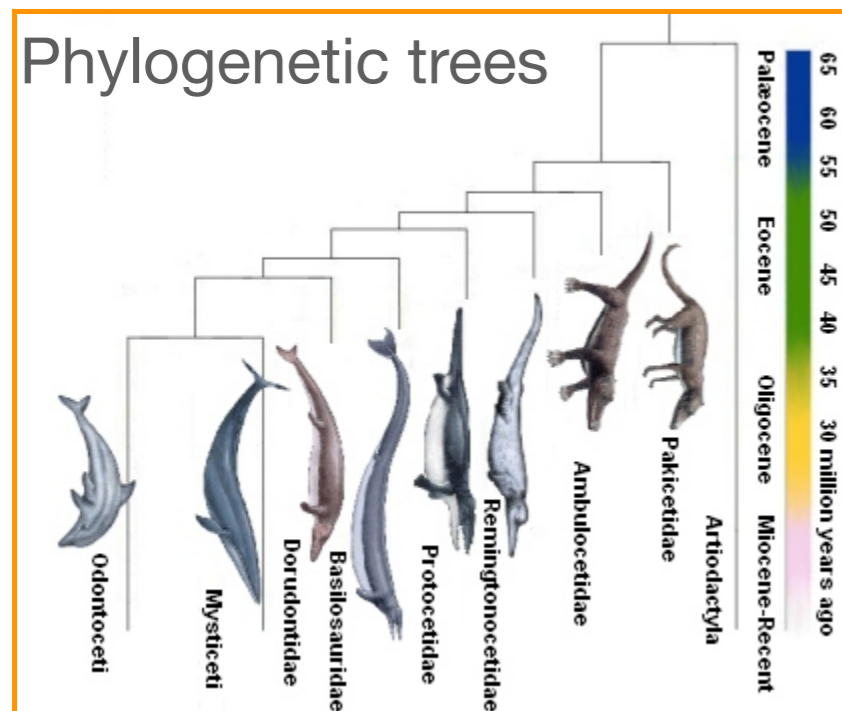 Phylogenetic trees
65 60 55 50 45 40 35 30 million years ago
Palæocene Eocene Oligocene Miocene-Recent
Artiodactyla
Pakicetidae
Ambulocetidae
Remingtonocetidae
Protocetidae
Basilosauridae
Dorudontidae
Mysticeti
Odontoceti